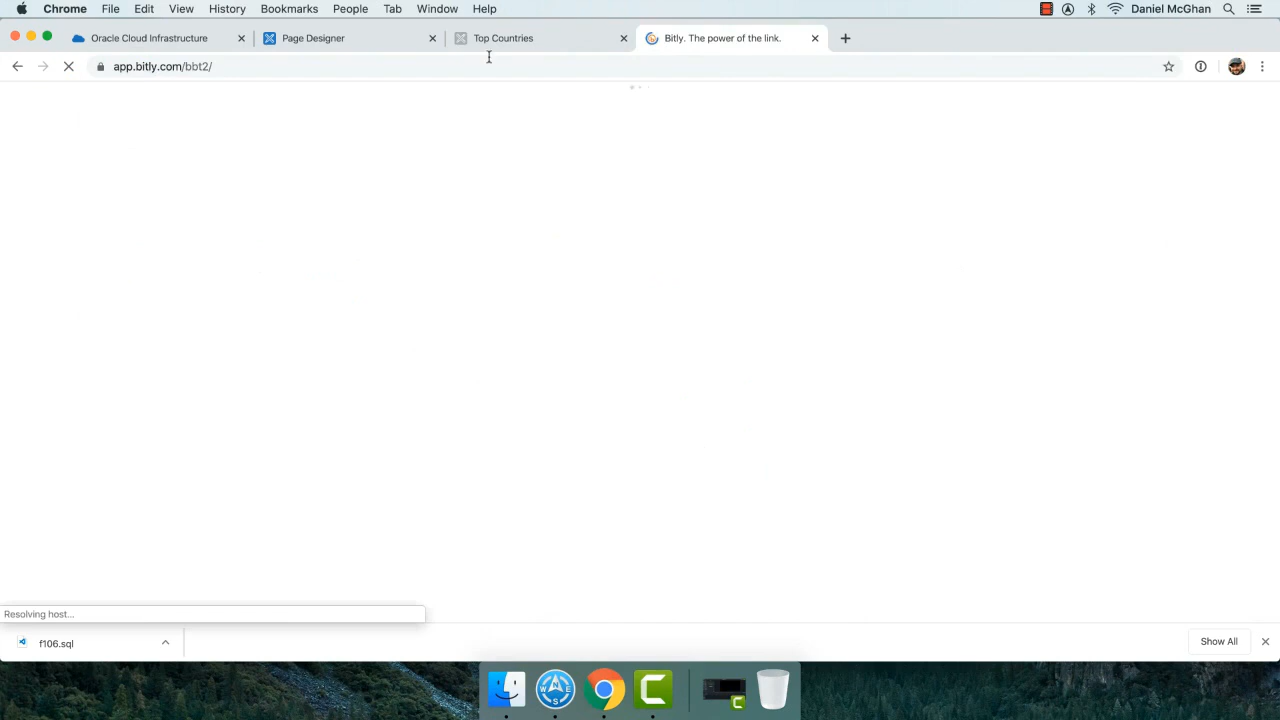 Chrome File Edit View History Bookmarks People Tab Window Help Daniel McGhan
Oracle Cloud Infrastructure Page Designer Top Countries Bitly. The power of the link.
app.bitly.com/bbt2/
Resolving host...
f106.sql Show All